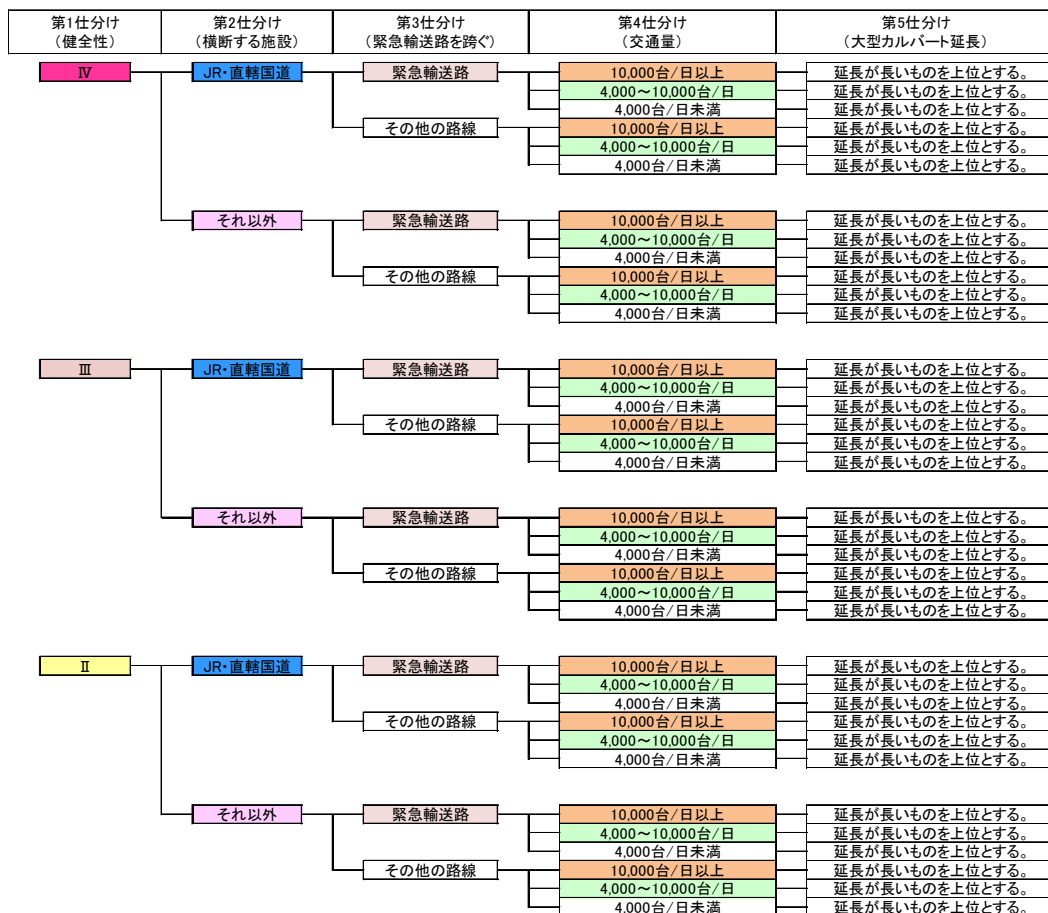 第1仕分け 第2仕分け 第3仕分け 第4仕分け 第5仕分け
(健全性) (横断する施設) (緊急輸送路を跨ぐ) (交通量) (大型カルバート延長)
Ⅳ JR・直轄国道 緊急輸送路 10,000台/日以上 延長が長いものを上位とする。
4,000～10,000台/日 延長が長いものを上位とする。
4,000台/日未満 延長が長いものを上位とする。
その他の路線 10,000台/日以上 延長が長いものを上位とする。
4,000～10,000台/日 延長が長いものを上位とする。
4,000台/日未満 延長が長いものを上位とする。
それ以外 緊急輸送路 10,000台/日以上 延長が長いものを上位とする。
4,000～10,000台/日 延長が長いものを上位とする。
4,000台/日未満 延長が長いものを上位とする。
その他の路線 10,000台/日以上 延長が長いものを上位とする。
4,000～10,000台/日 延長が長いものを上位とする。
4,000台/日未満 延長が長いものを上位とする。
Ⅲ JR・直轄国道 緊急輸送路 10,000台/日以上 延長が長いものを上位とする。
4,000～10,000台/日 延長が長いものを上位とする。
4,000台/日未満 延長が長いものを上位とする。
その他の路線 10,000台/日以上 延長が長いものを上位とする。
4,000～10,000台/日 延長が長いものを上位とする。
4,000台/日未満 延長が長いものを上位とする。
それ以外 緊急輸送路 10,000台/日以上 延長が長いものを上位とする。
4,000～10,000台/日 延長が長いものを上位とする。
4,000台/日未満 延長が長いものを上位とする。
その他の路線 10,000台/日以上 延長が長いものを上位とする。
4,000～10,000台/日 延長が長いものを上位とする。
4,000台/日未満 延長が長いものを上位とする。
Ⅱ JR・直轄国道 緊急輸送路 10,000台/日以上 延長が長いものを上位とする。
4,000～10,000台/日 延長が長いものを上位とする。
4,000台/日未満 延長が長いものを上位とする。
その他の路線 10,000台/日以上 延長が長いものを上位とする。
4,000～10,000台/日 延長が長いものを上位とする。
4,000台/日未満 延長が長いものを上位とする。
それ以外 緊急輸送路 10,000台/日以上 延長が長いものを上位とする。
4,000～10,000台/日 延長が長いものを上位とする。
4,000台/日未満 延長が長いものを上位とする。
その他の路線 10,000台/日以上 延長が長いものを上位とする。
4,000～10,000台/日 延長が長いものを上位とする。
4,000台/日未満 延長が長いものを上位とする。